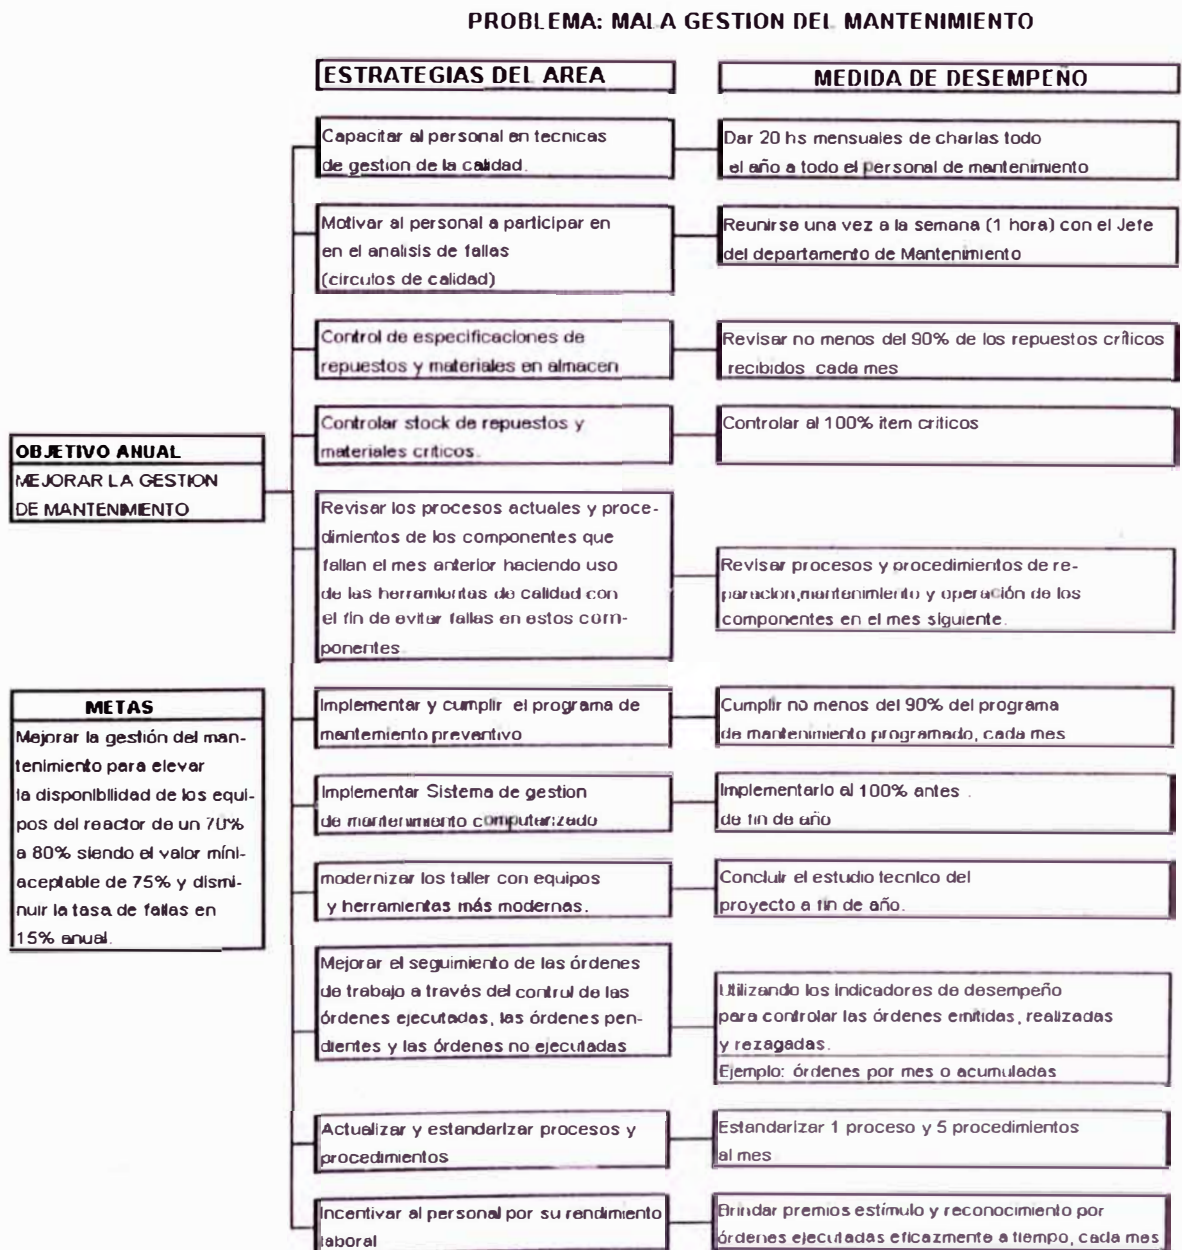 PROBLEMA: MALA GESTION DEL MANTENIMIENTO
ESTRATEGIAS DEL AREA
MEDIDA DE DESEMPEÑO
Capacitar al personal en tecnicas
de gestion de la calidad.
Dar 20 hs mensuales de charlas todo
el año a todo el personal de mantenimiento
Motivar al personal a participar en
en el analisis de fallas
(circulos de calidad)
Reunirse una vez a la semana (1 hora) con el Jefe
del departamento de Mantenimiento
Control de especificaciones de
repuestos y materiales en almacen
Revisar no menos del 90% de los repuestos críticos
recibidos cada mes
Controlar stock de repuestos y
materiales criticos.
Controlar al 100% item criticos
OBJETIVO ANUAL
MEJORAR LA GESTION
DE MANTENIMIENTO
Revisar los procesos actuales y proce-
dimientos de los componentes que
fallan el mes anterior haciendo uso
de las herramientas de calidad con
el fin de evitar fallas en estos com-
ponentes.
Revisar procesos y procedimientos de re-
paracion,mantenimiento y operación de los
componentes en el mes siguiente.
METAS
Mejorar la gestión del man-
tenimiento para elevar
la disponibilidad de los equi-
pos del reactor de un 70%
a 80% siendo el valor míni-
aceptable de 75% y dismi-
nuir la tasa de fallas en
15% anual.
Implementar y cumplir el programa de
mantemiento preventivo
Cumplir no menos del 90% del programa
de mantenimiento programado, cada mes
Implementar Sistema de gestion
de mantenimiento computarizado
Implementarlo al 100% antes
de fin de año
modernizar los taller con equipos
y herramientas más modernas.
Concluir el estudio tecnico del
proyecto a fin de año.
Mejorar el seguimiento de las órdenes
de trabajo a través del control de las
órdenes ejecutadas, las órdenes pen-
dientes y las órdenes no ejecutadas
Utilizando los indicadores de desempeño
para controlar las órdenes emitidas, realizadas
y rezagadas.
Ejemplo: órdenes por mes o acumuladas
Actualizar y estandarizar procesos y
procedimientos
Estandarizar 1 proceso y 5 procedimientos
al mes
Incentivar al personal por su rendimiento
laboral
Brindar premios estímulo y reconocimiento por
órdenes ejecutadas eficazmente a tiempo, cada mes